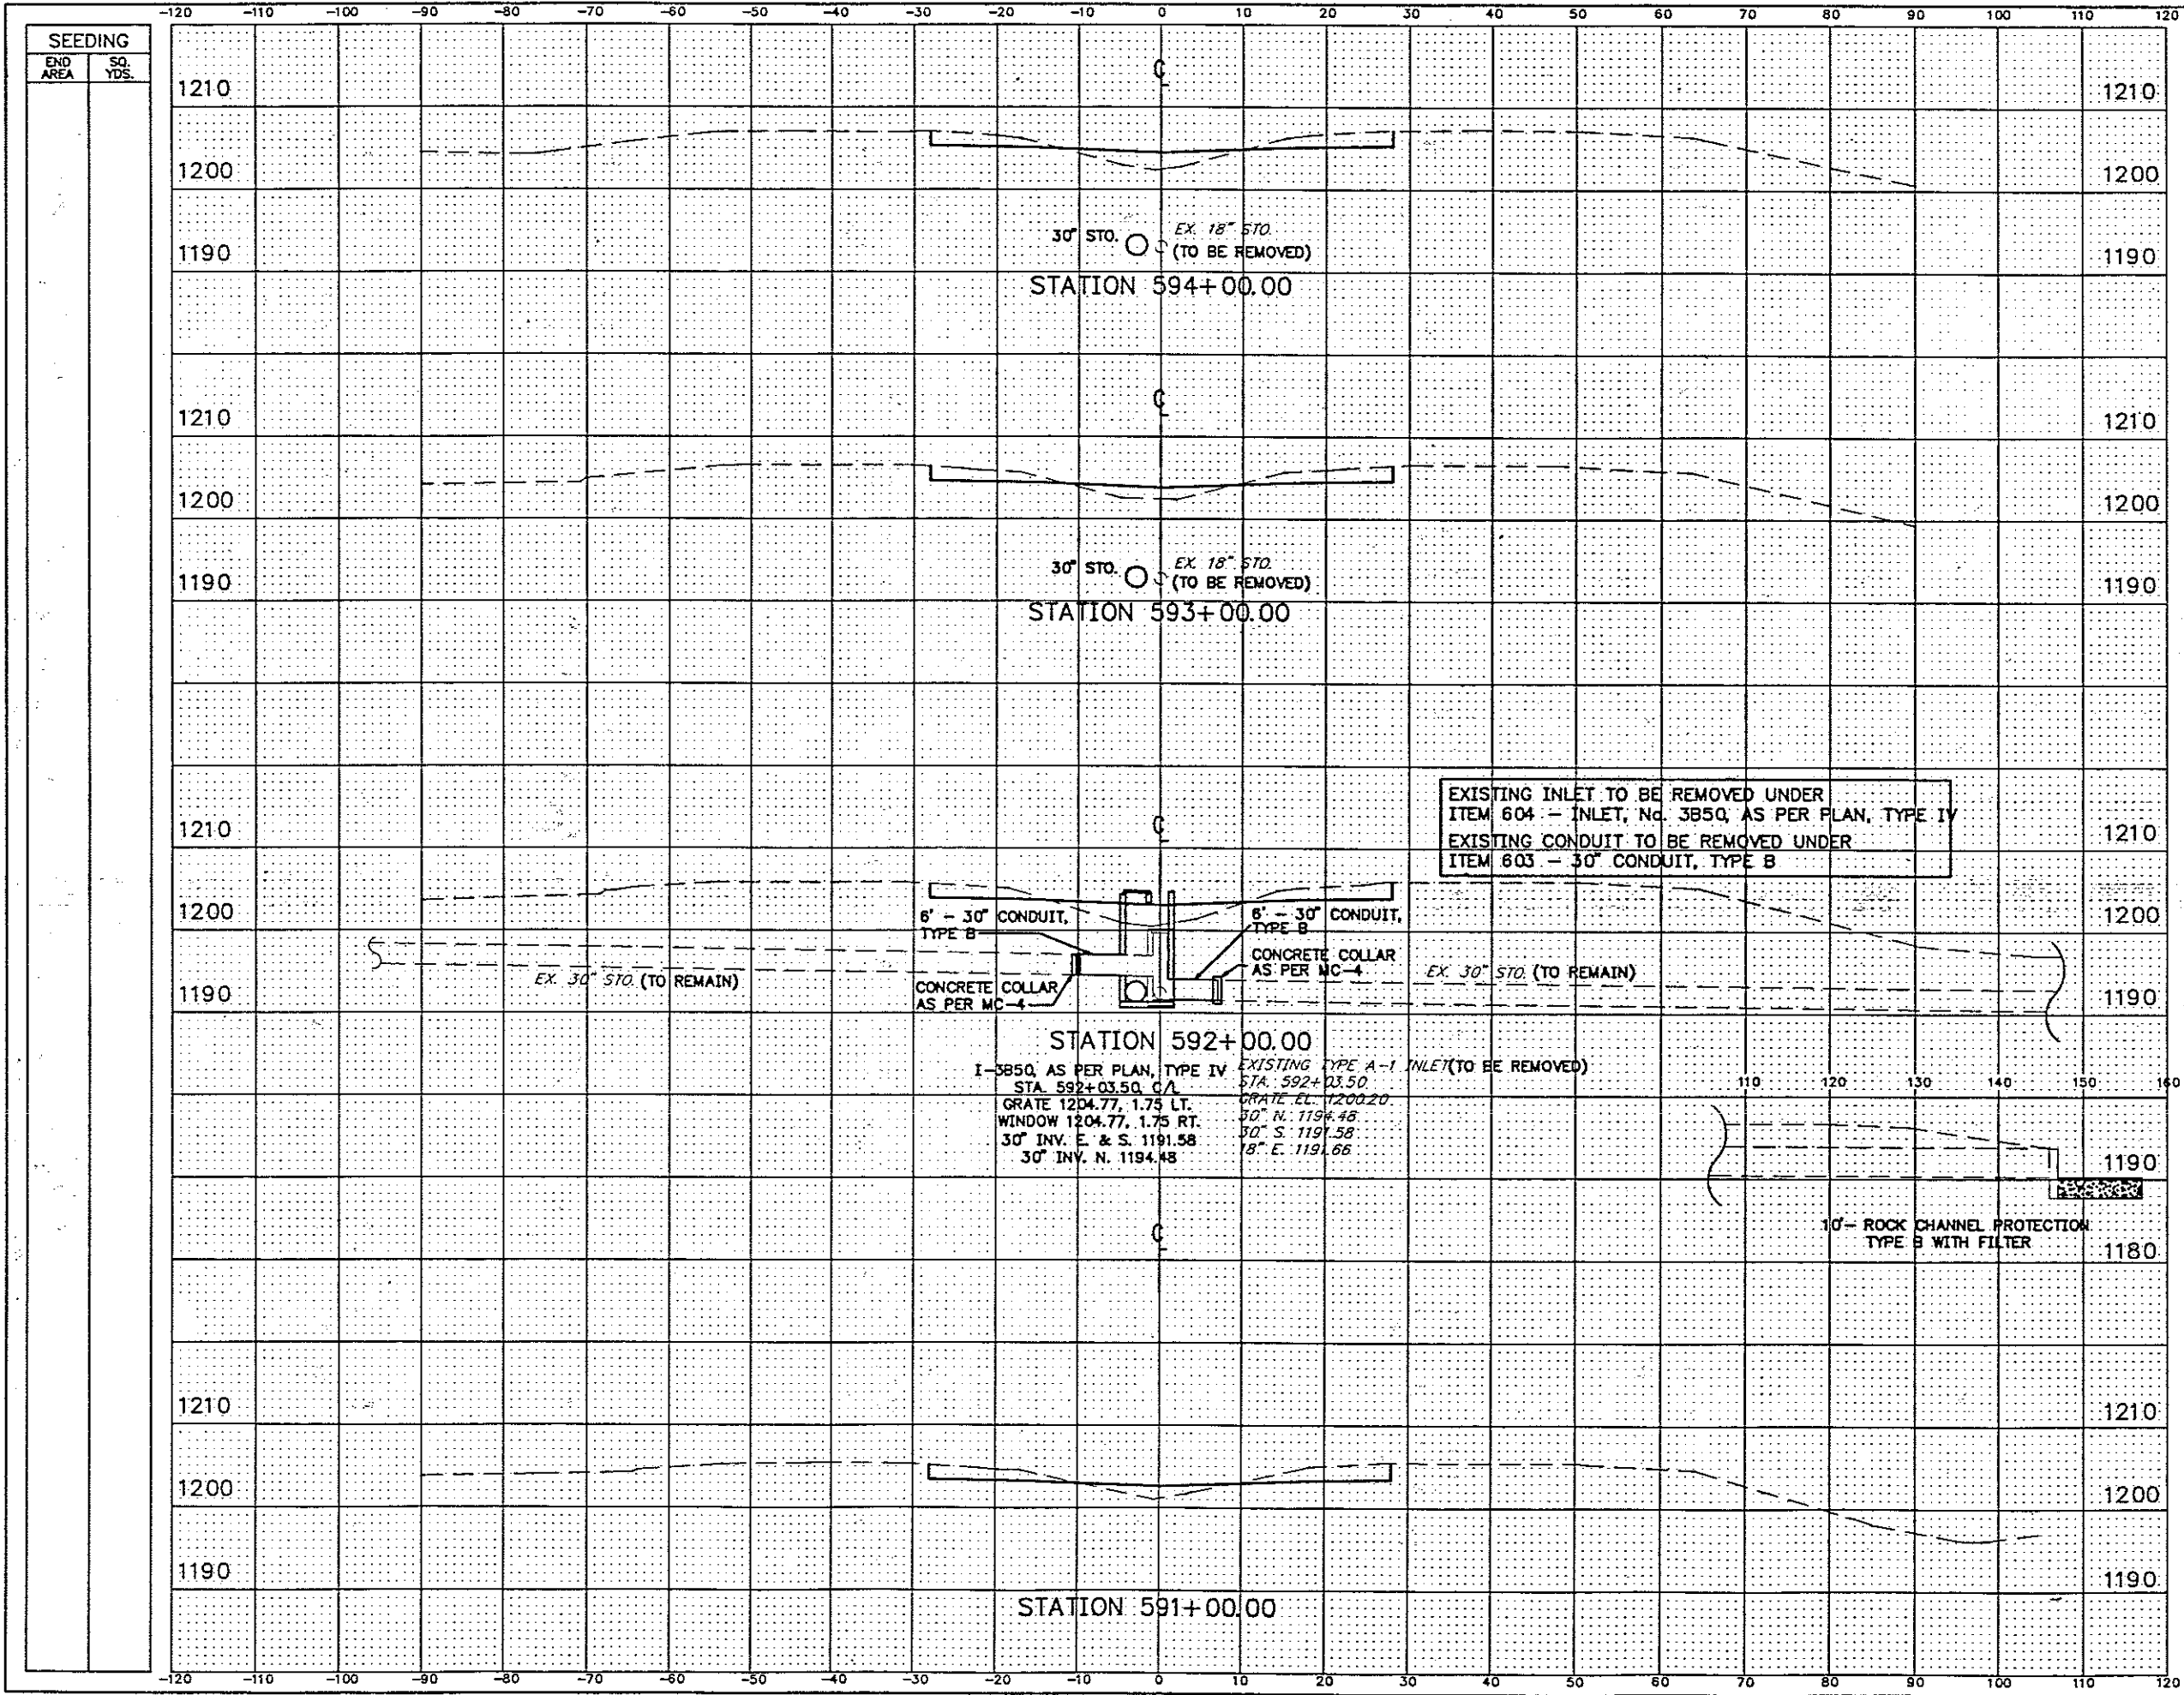 -120 -110 -100 -90 -80 -70 -60 -50 -40 -30 -20 -10 0 10 20 30 40 50 60 70 80 90 100 110 120
SEEDING
END AREA
SQ. YDS.
1210 1210
1200 1200
30" STO.
EX. 18" STO.
(TO BE REMOVED)
1190 1190
STATION 594+00.00
1210 1210
1200 1200
30" STO.
EX. 18" STO.
(TO BE REMOVED)
1190 1190
STATION 593+00.00
EXISTING INLET TO BE REMOVED UNDER
ITEM 604 - INLET, No. 3B50, AS PER PLAN, TYPE IV
EXISTING CONDUIT TO BE REMOVED UNDER
ITEM 603 - 30" CONDUIT, TYPE B
1210 1210
1200 1200
6' - 30" CONDUIT,
TYPE B
6' - 30" CONDUIT,
TYPE B
CONCRETE COLLAR
AS PER MC-4
EX. 30" STO. (TO REMAIN)
EX. 30" STO. (TO REMAIN)
CONCRETE COLLAR
AS PER MC-4
1190 1190
STATION 592+00.00
I-3B50, AS PER PLAN, TYPE IV
STA. 592+03.50, C/L
GRATE 1204.77, 1.75 LT.
WINDOW 1204.77, 1.75 RT.
30" INV. E. & S. 1191.58
30" INV. N. 1194.48
EXISTING TYPE A-1 INLET (TO BE REMOVED)
STA. 592+03.50
GRATE EL. 1200.20
30" N. 1194.48
30" S. 1191.58
18" E. 1191.66
110 120 130 140 150 160
1190
10'- ROCK CHANNEL PROTECTION
TYPE B WITH FILTER
1180
1210 1210
1200 1200
1190 1190
STATION 591+00.00
-120 -110 -100 -90 -80 -70 -60 -50 -40 -30 -20 -10 0 10 20 30 40 50 60 70 80 90 100 110 120